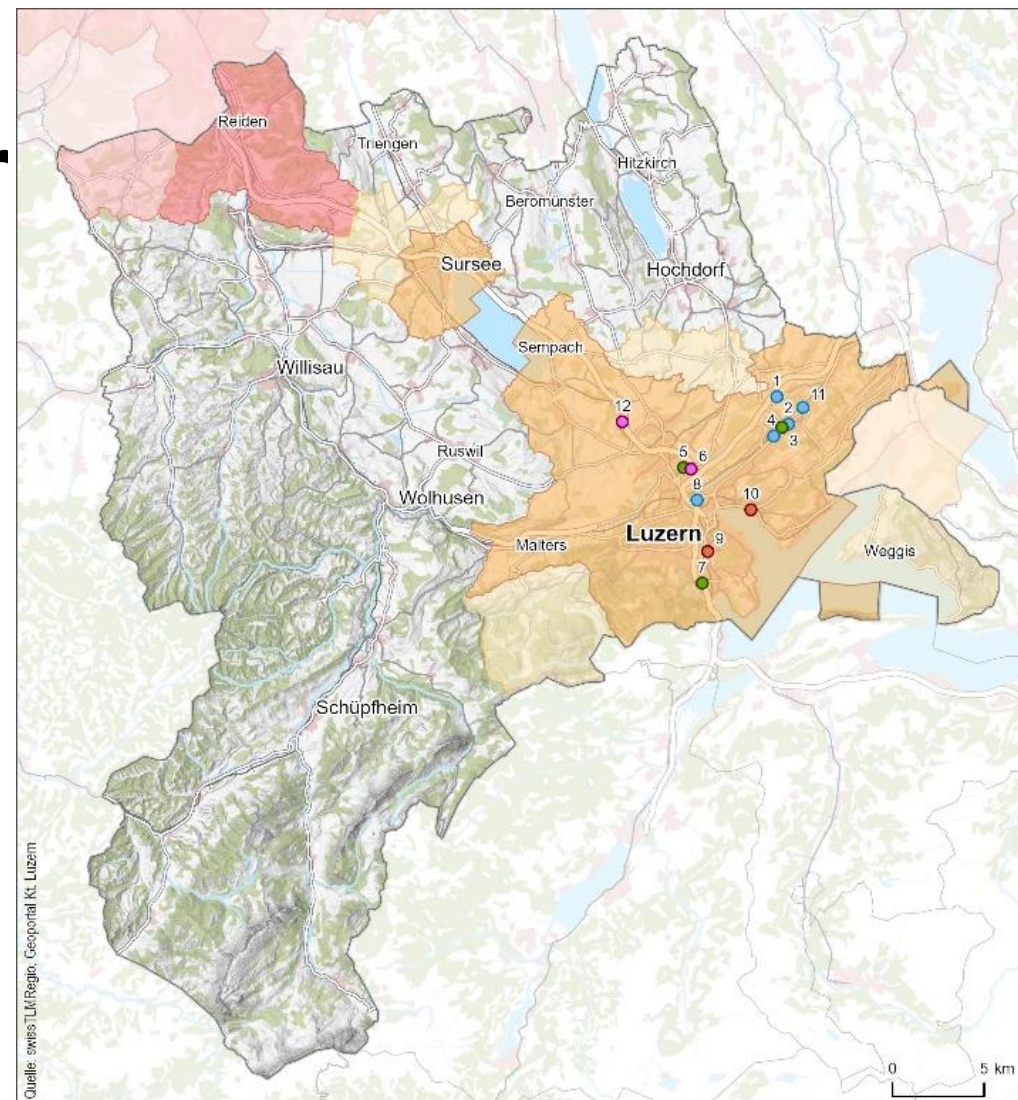 Reiden
Triengen
Hitzkirch
Beromünster
Sursee
Hochdorf
Sempach
Willisau
1
11
12
2
4
3
Ruswil
5
6
Wolhusen
8
10
Luzern
Malters
9
Weggis
7
Schüpfheim
Quelle: swissTLMRegio, Geoportal Kt. Luzern
0 5 km